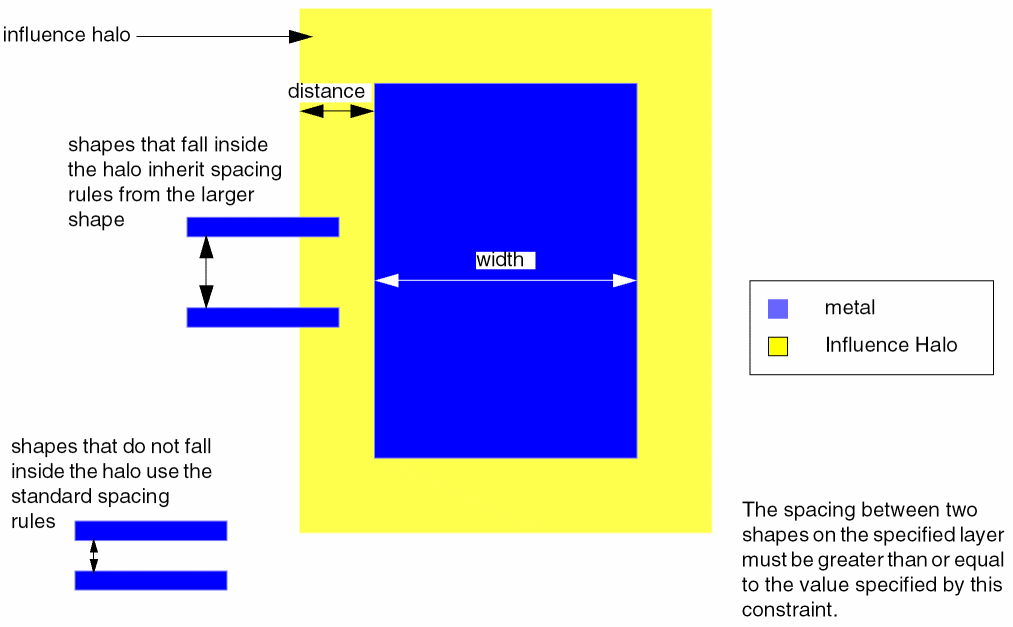 influence halo
distance
shapes that fall inside
the halo inherit spacing
rules from the larger
shape
width
metal
Influence Halo
shapes that do not fall
inside the halo use the
standard spacing
rules
The spacing between two
shapes on the specified layer
must be greater than or equal
to the value specified by this
constraint.